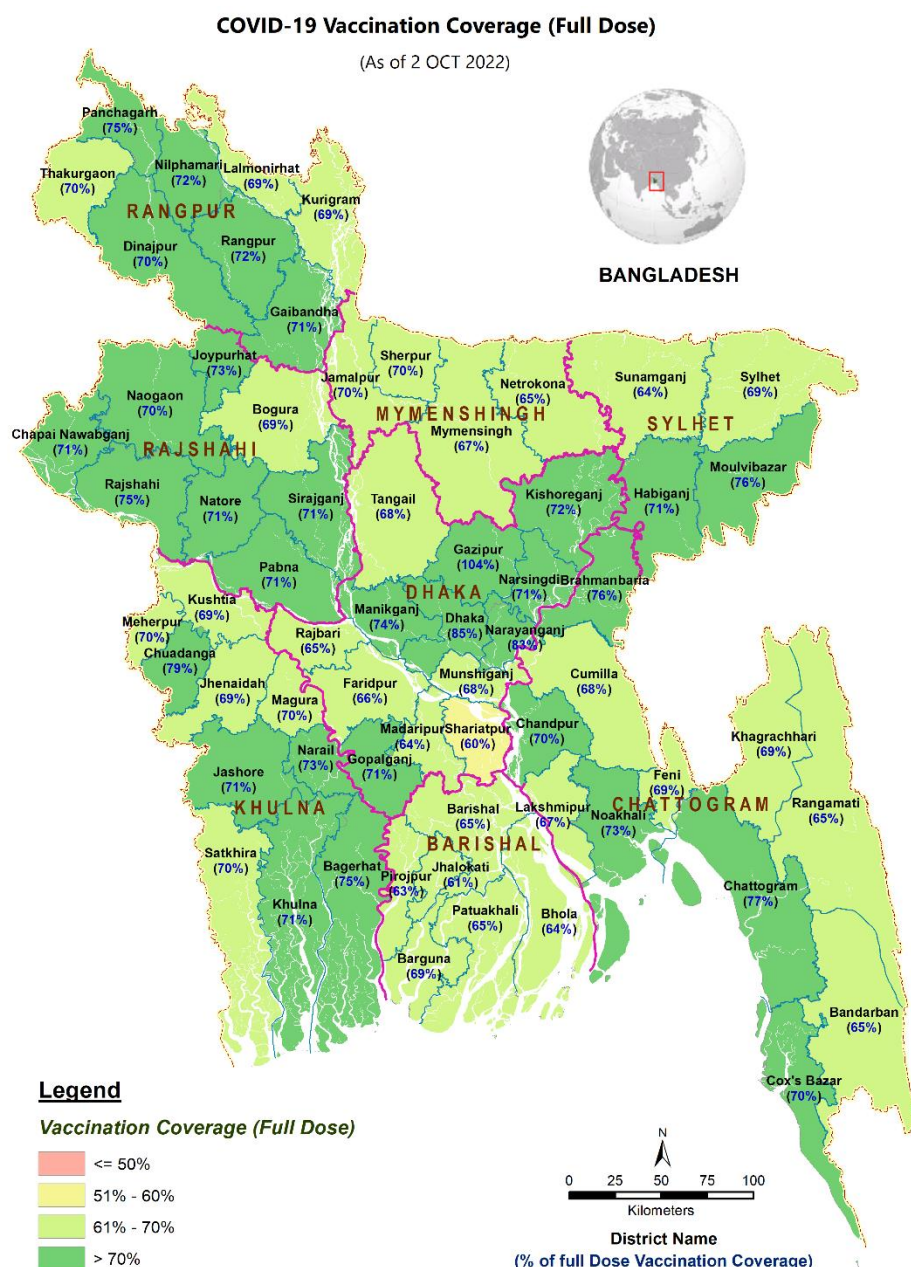 COVID-19 Vaccination Coverage (Full Dose)
(As of 2 OCT 2022)
BANGLADESH
Panchagarh
(75%)
Thakurgaon
(70%)
Nilphamari
(72%)
Lalmonirhat
(69%)
Kurigram
(69%)
RANGPUR
Dinajpur
(70%)
Rangpur
(72%)
Gaibandha
(71%)
Joypurhat
(73%)
Naogaon
(70%)
Bogura
(69%)
Chapai Nawabganj
(71%)
RAJSHAHI
Rajshahi
(75%)
Natore
(71%)
Sirajganj
(71%)
Pabna
(71%)
Jamalpur
(70%)
Sherpur
(70%)
Netrokona
(65%)
MYMENSHINGH
Mymensingh
(67%)
Sunamganj
(64%)
Sylhet
(69%)
SYLHET
Moulvibazar
(76%)
Habiganj
(71%)
Tangail
(68%)
Kishoreganj
(72%)
Gazipur
(104%)
Narsingdi
(71%)
Brahmanbaria
(76%)
DHAKA
Manikganj
(74%)
Dhaka
(85%)
Narayanganj
(83%)
Kushtia
(69%)
Meherpur
(70%)
Chuadanga
(79%)
Rajbari
(65%)
Munshiganj
(68%)
Cumilla
(68%)
Jhenaidah
(69%)
Magura
(70%)
Faridpur
(66%)
Madaripur
(64%)
Shariatpur
(60%)
Chandpur
(70%)
Khagrachhari
(69%)
Jashore
(71%)
Narail
(73%)
Gopalganj
(71%)
KHULNA
Feni
(69%)
CHATTOGRAM
Rangamati
(65%)
Barishal
(65%)
Lakshmipur
(67%)
Noakhali
(73%)
BARISHAL
Satkhira
(70%)
Bagerhat
(75%)
Pirojpur
(63%)
Jhalokati
(61%)
Khulna
(71%)
Patuakhali
(65%)
Bhola
(64%)
Chattogram
(77%)
Barguna
(69%)
Bandarban
(65%)
Cox's Bazar
(70%)
Legend
Vaccination Coverage (Full Dose)
<= 50%
51% - 60%
61% - 70%
> 70%
N
0 25 50 75 100
Kilometers
District Name
(% of full Dose Vaccination Coverage)